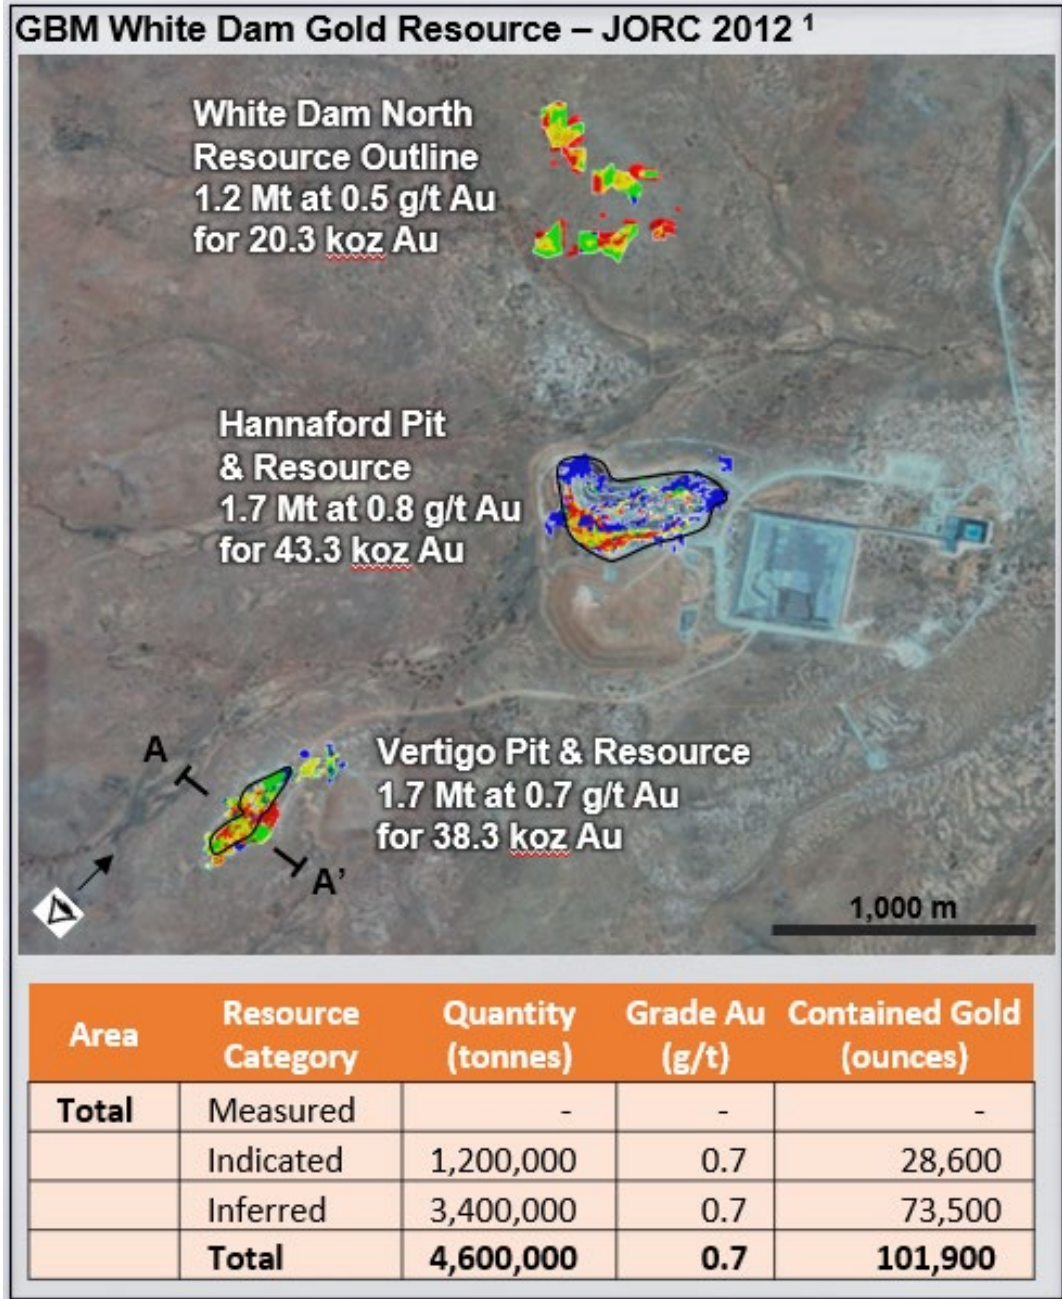 GBM White Dam Gold Resource – JORC 2012 ¹
White Dam North
Resource Outline
1.2 Mt at 0.5 g/t Au
for 20.3 koz Au
Hannaford Pit
& Resource
1.7 Mt at 0.8 g/t Au
for 43.3 koz Au
Vertigo Pit & Resource
1.7 Mt at 0.7 g/t Au
for 38.3 koz Au
A
A’
1,000 m
Area Resource Category Quantity (tonnes) Grade Au (g/t) Contained Gold (ounces)
Total Measured - - -
Indicated 1,200,000 0.7 28,600
Inferred 3,400,000 0.7 73,500
Total 4,600,000 0.7 101,900